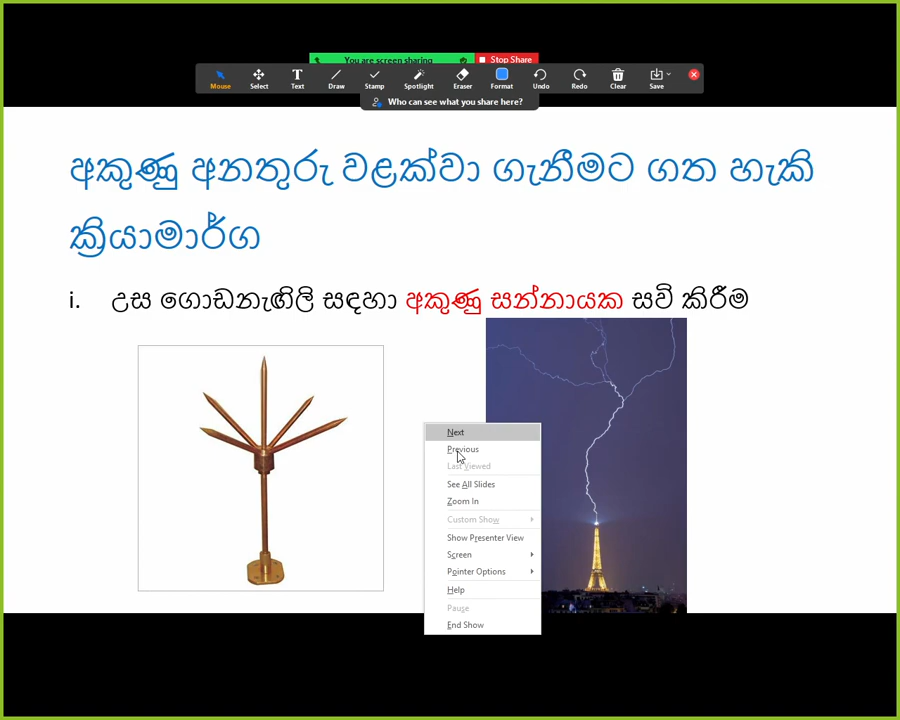 You are screen sharing
Stop Share
Mouse
Select
Text
Draw
Stamp
Spotlight
Eraser
Format
Undo
Redo
Clear
Save
Who can see what you share here?
අකුණු අනතුරු වළක්වා ගැනීමට ගත හැකි
ක්‍රියාමාර්ග
i. උස ගොඩනැඟිලි සඳහා අකුණු සන්නායක සවි කිරීම
Next
Previous
Last Viewed
See All Slides
Zoom In
Custom Show
Show Presenter View
Screen
Pointer Options
Help
Pause
End Show